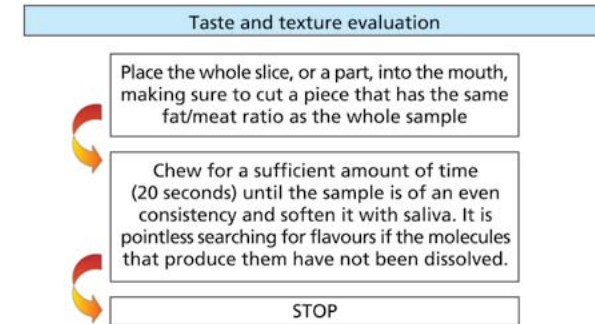 Taste and texture evaluation
Place the whole slice, or a part, into the mouth,
making sure to cut a piece that has the same
fat/meat ratio as the whole sample
Chew for a sufficient amount of time
(20 seconds) until the sample is of an even
consistency and soften it with saliva. It is
pointless searching for flavours if the molecules
that produce them have not been dissolved.
STOP